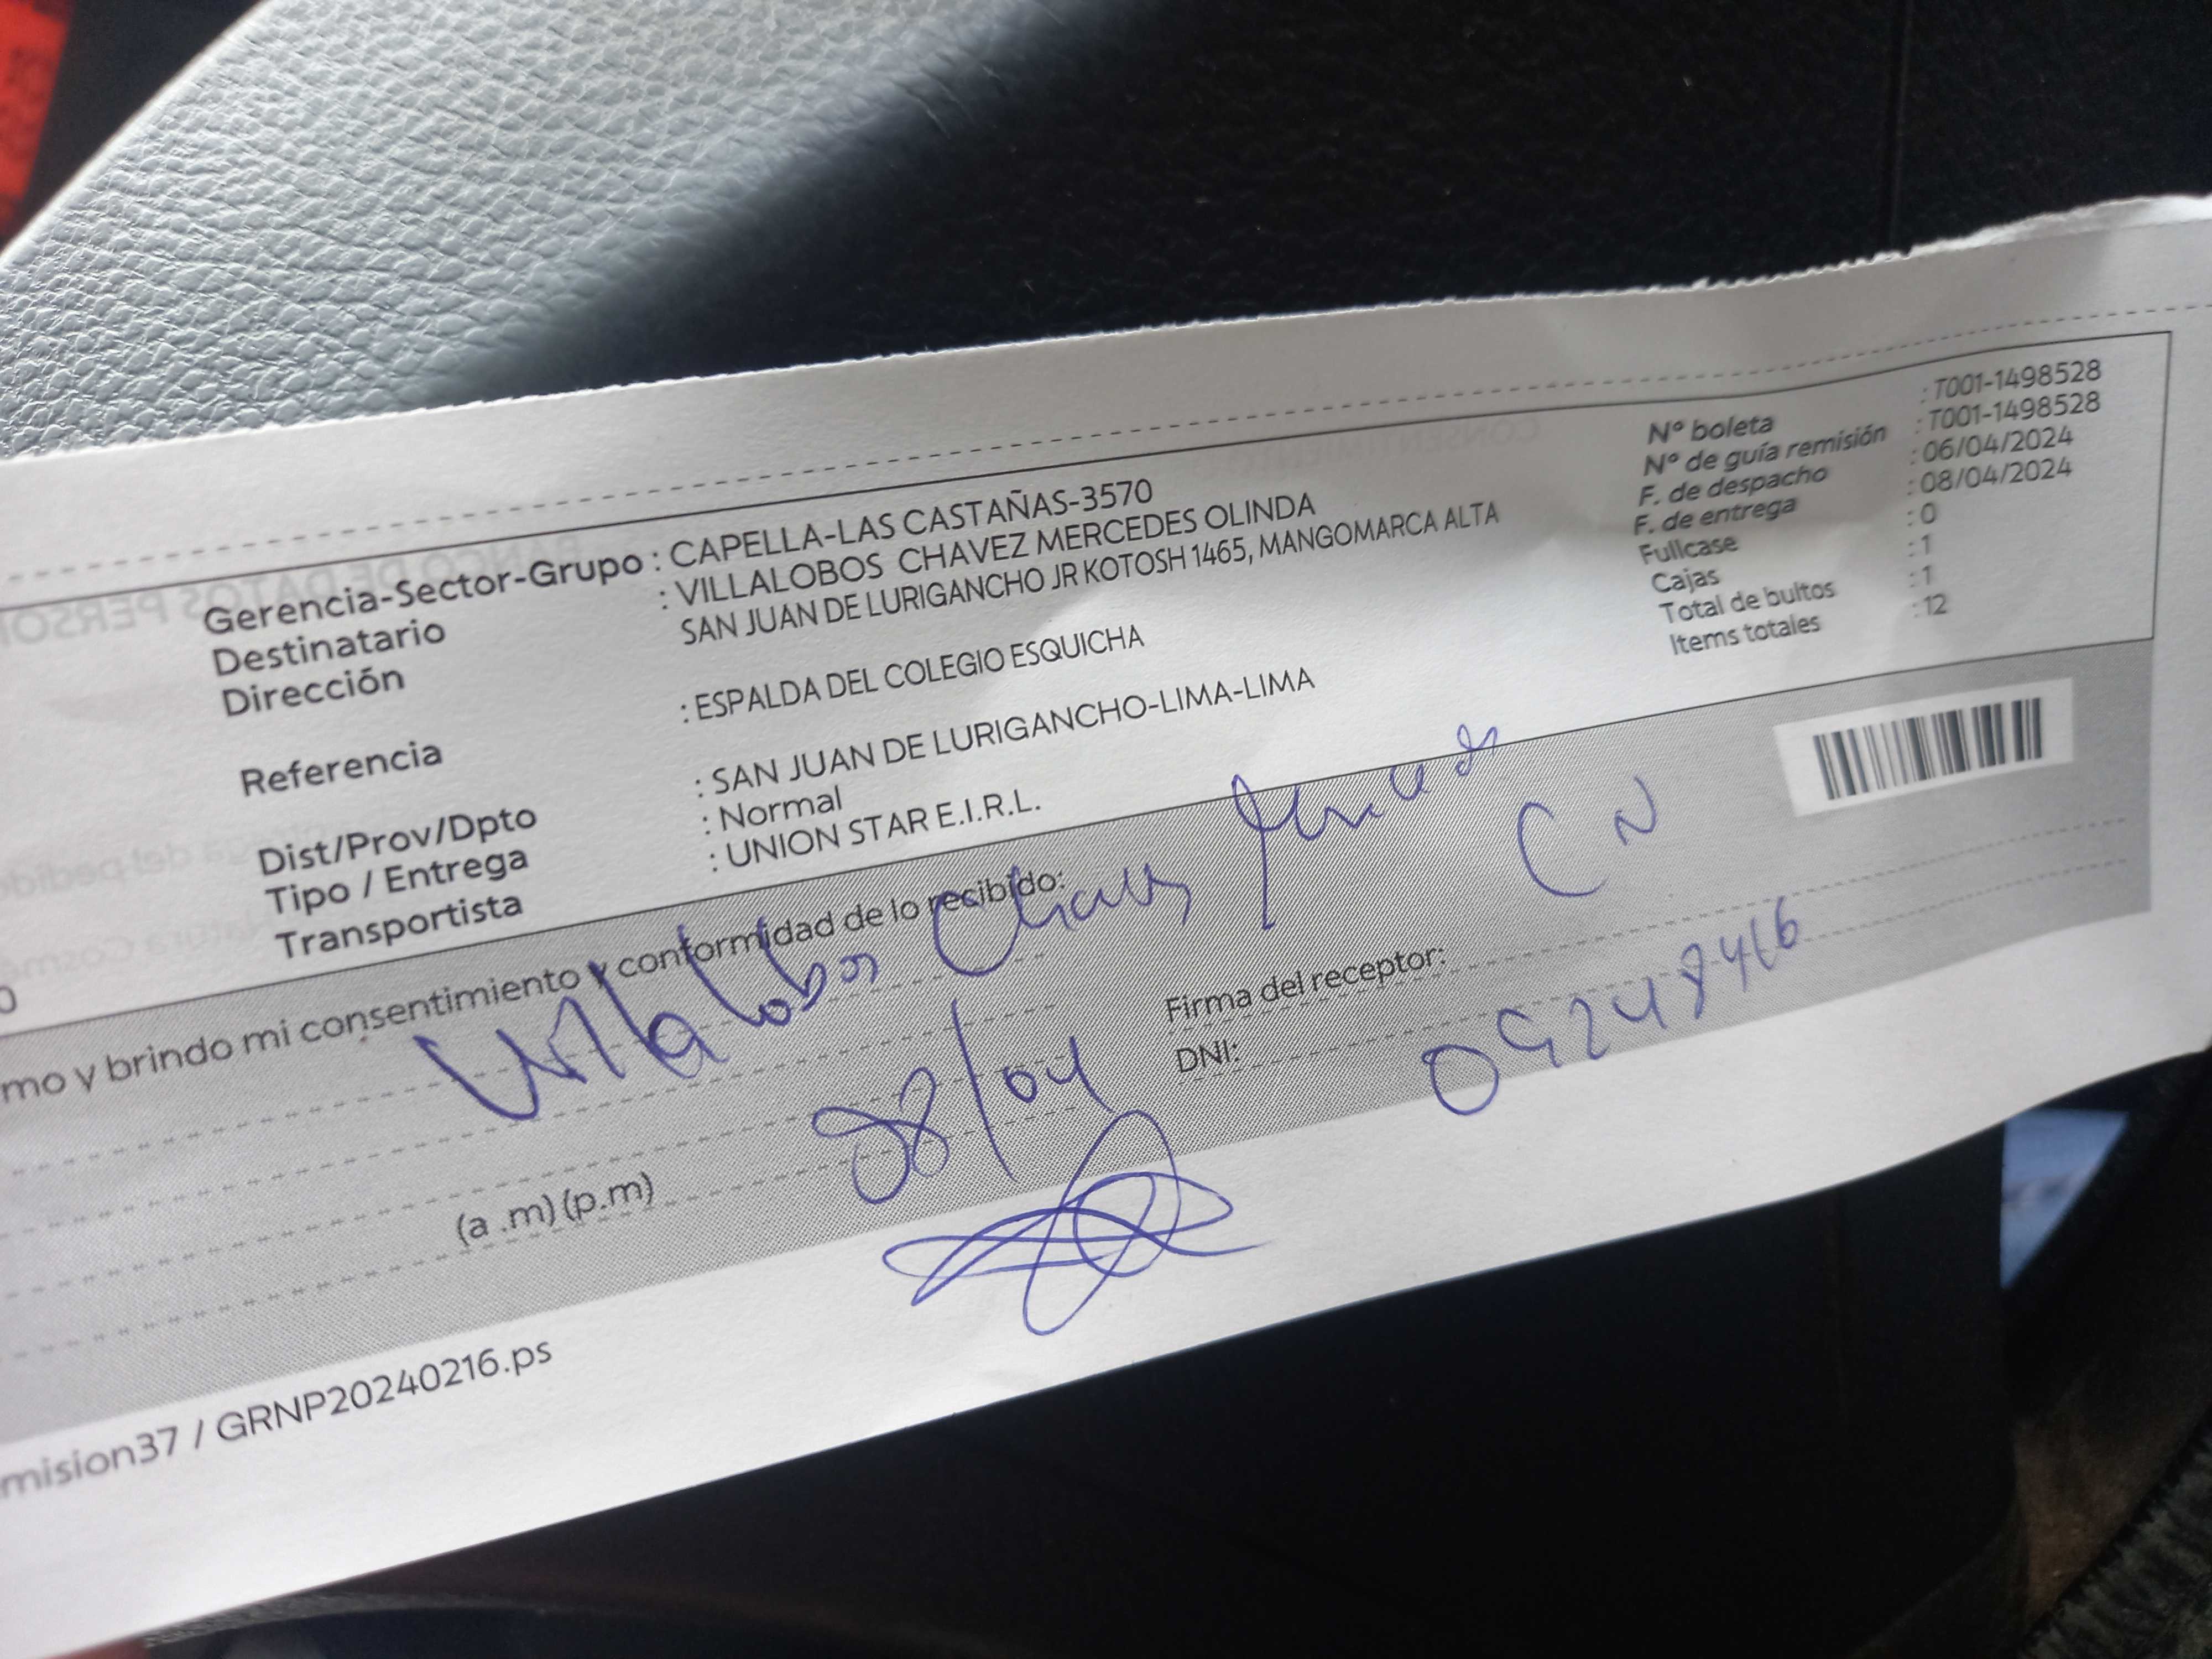 Gerencia-Sector-Grupo : CAPELLA-LAS CASTAÑAS-3570
Destinatario : VILLALOBOS CHAVEZ MERCEDES OLINDA
Dirección SAN JUAN DE LURIGANCHO JR KOTOSH 1465, MANGOMARCA ALTA
Referencia : ESPALDA DEL COLEGIO ESQUICHA
Dist/Prov/Dpto : SAN JUAN DE LURIGANCHO-LIMA-LIMA
Tipo / Entrega : Normal
Transportista : UNION STAR E.I.R.L.
Nº boleta : T001-1498528
Nº de guía remisión : T001-1498528
F. de despacho : 06/04/2024
F. de entrega : 08/04/2024
Fullcase : 0
Cajas : 1
Total de bultos : 1
Items totales : 12
mo y brindo mi consentimiento y conformidad de lo recibido:
Villalobos Chavez
C N
08/04
Firma del receptor:
DNI:
(a .m) (p.m)
mision37 / GRNP20240216.ps